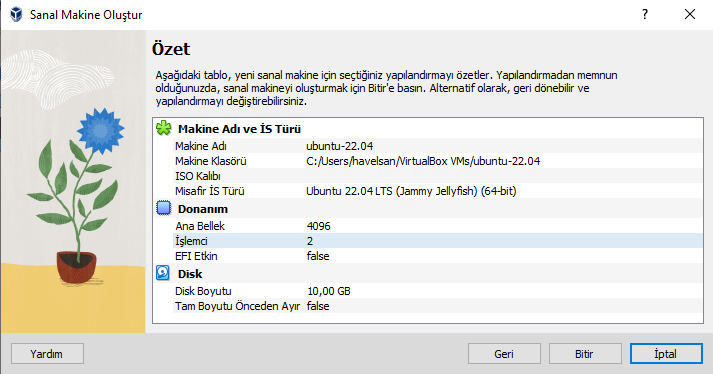 Sanal Makine Oluştur
Özet
Aşağıdaki tablo, yeni sanal makine için seçtiğiniz yapılandırmayı özetler. Yapılandırmadan memnun
olduğunuzda, sanal makineyi oluşturmak için Bitir'e basın. Alternatif olarak, geri dönebilir ve
yapılandırmayı değiştirebilirsiniz.
Makine Adı ve İS Türü
Makine Adı ubuntu-22.04
Makine Klasörü C:/Users/havelsan/VirtualBox VMs/ubuntu-22.04
ISO Kalıbı
Misafir İS Türü Ubuntu 22.04 LTS (Jammy Jellyfish) (64-bit)
Donanım
Ana Bellek 4096
İşlemci 2
EFI Etkin false
Disk
Disk Boyutu 10,00 GB
Tam Boyutu Önceden Ayır false
Yardım Geri Bitir İptal